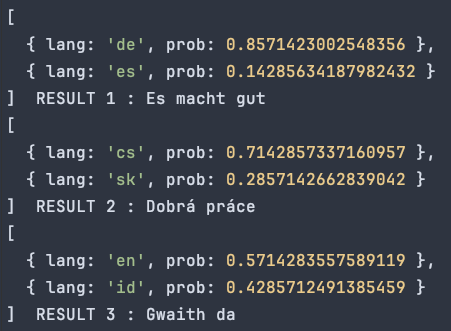 [
  { lang: 'de', prob: 0.8571423002548356 },
  { lang: 'es', prob: 0.14285634187982432 }
]  RESULT 1 : Es macht gut
[
  { lang: 'cs', prob: 0.7142857337160957 },
  { lang: 'sk', prob: 0.2857142662839042 }
]  RESULT 2 : Dobrá práce
[
  { lang: 'en', prob: 0.5714283557589119 },
  { lang: 'id', prob: 0.4285712491385459 }
]  RESULT 3 : Gwaith da